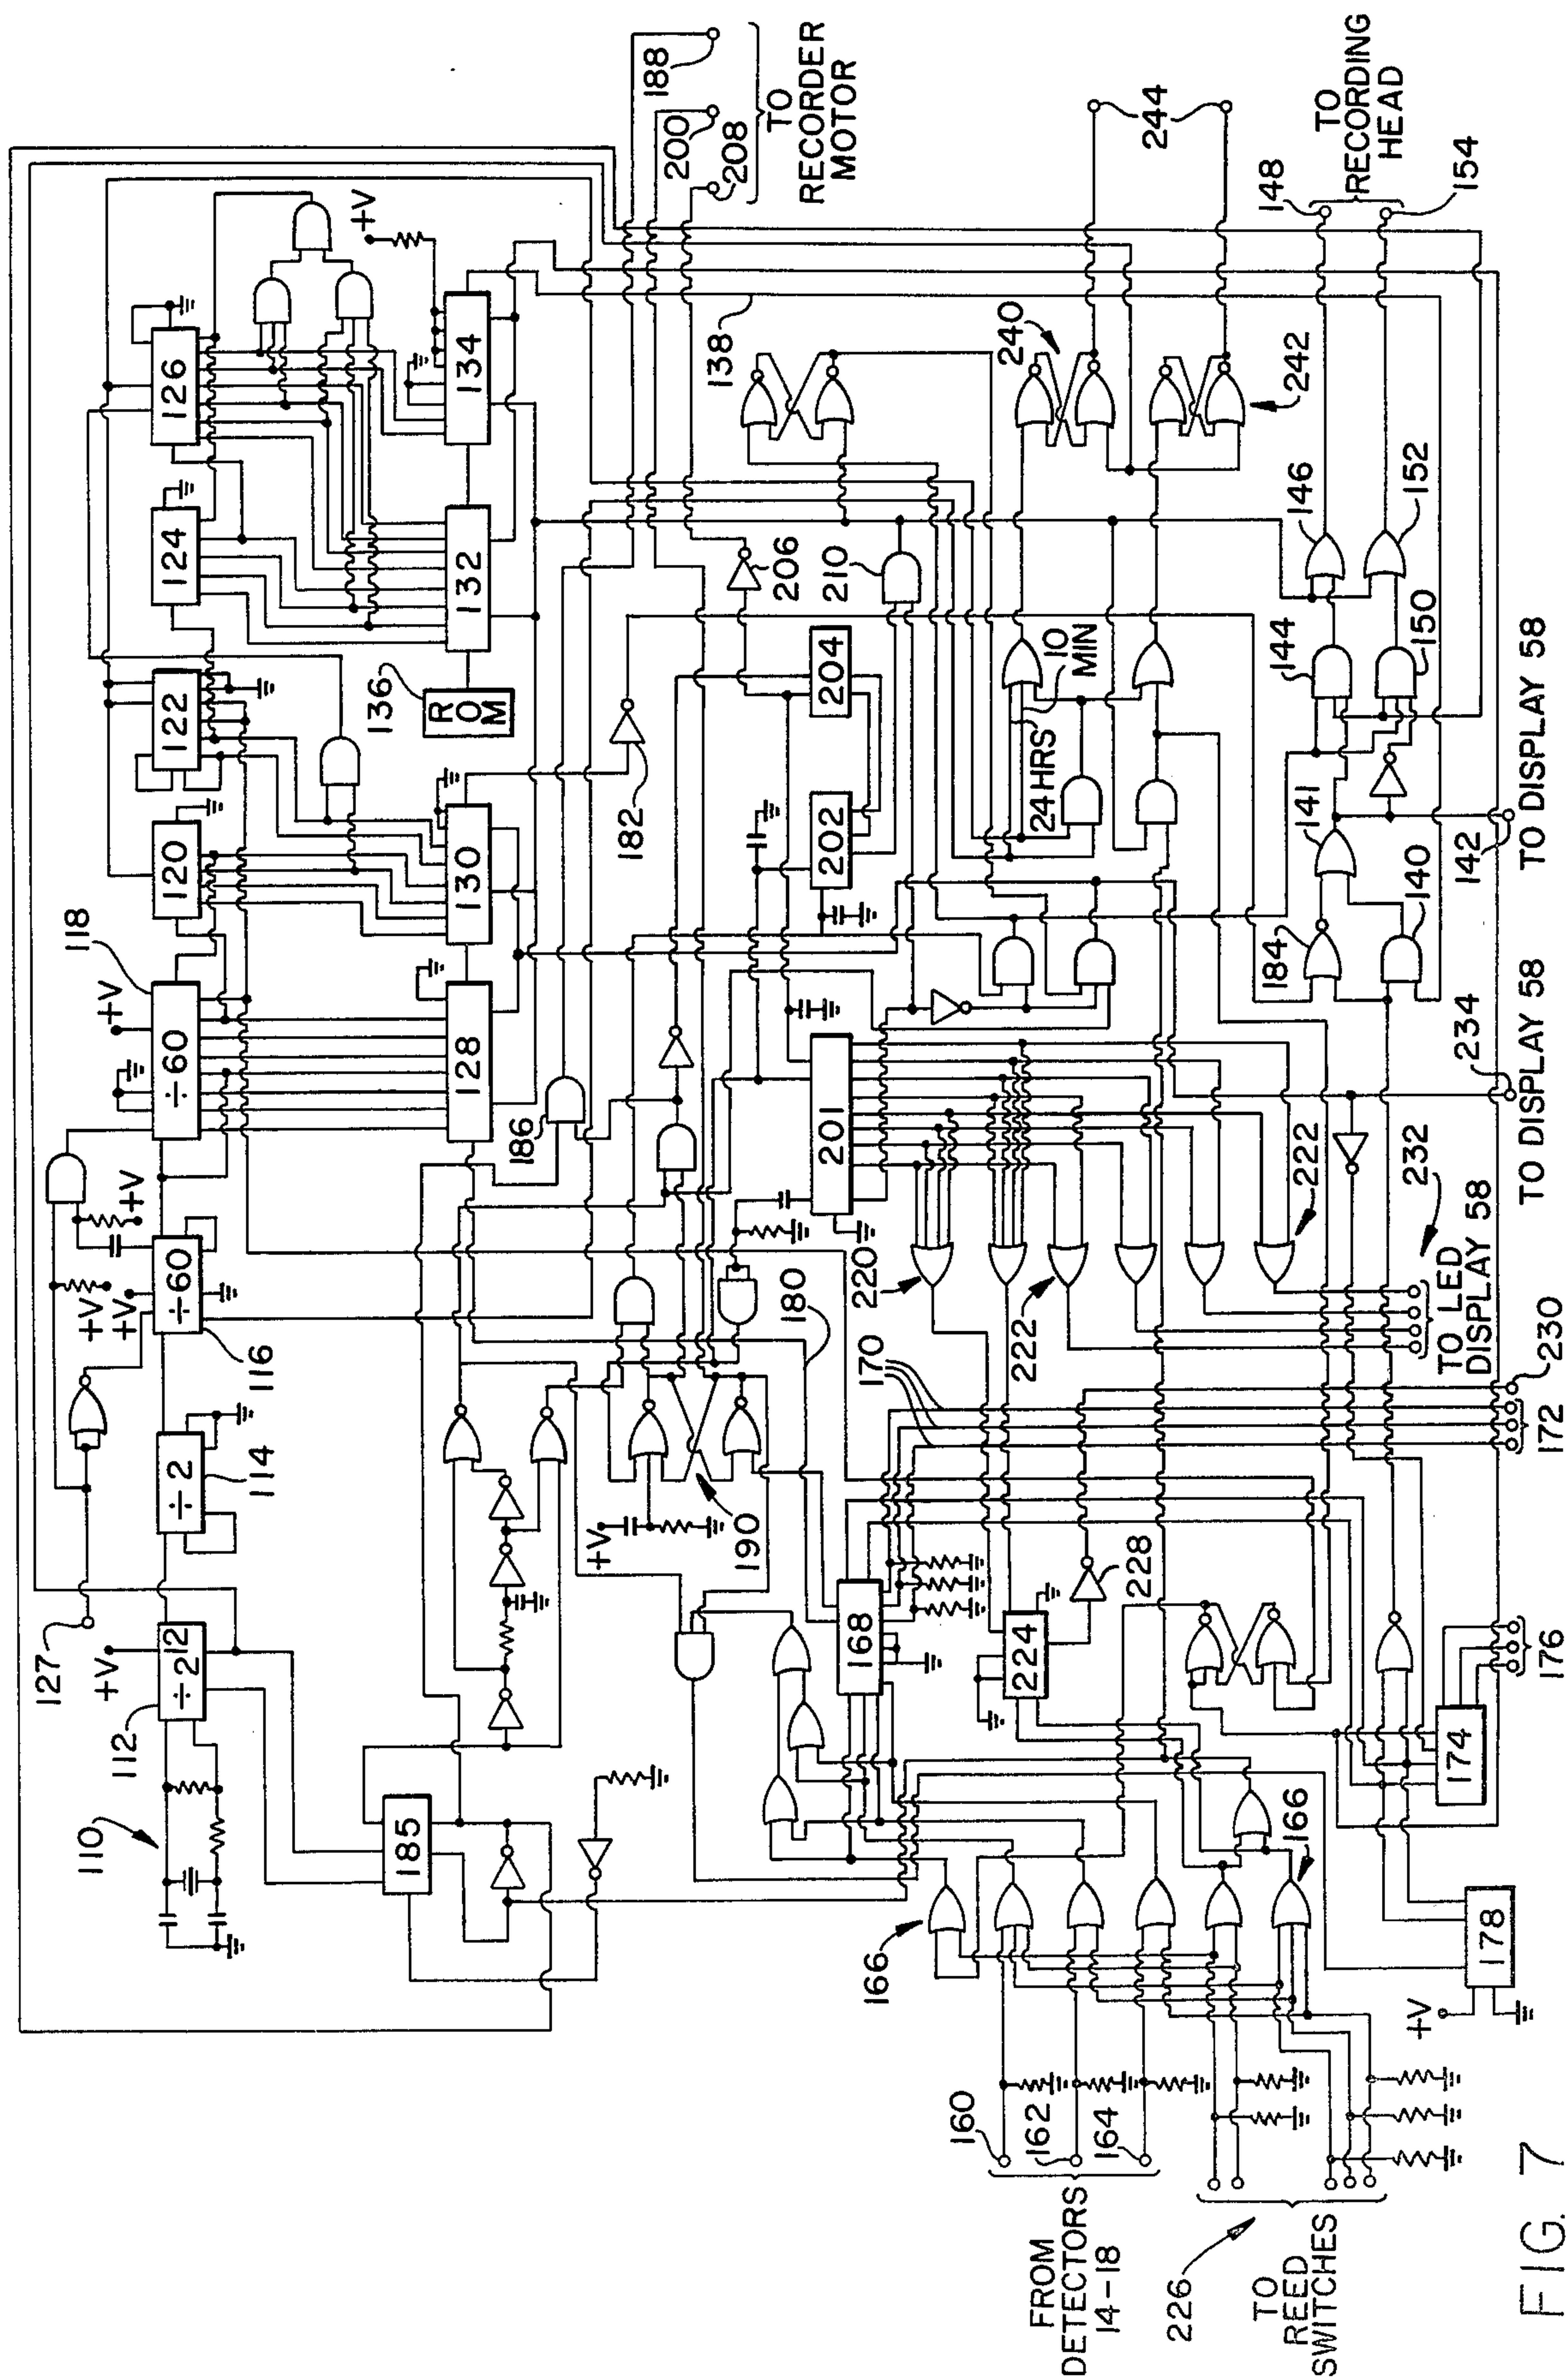 110
112
+V
÷2¹²
127
÷2
114
+V
+V
÷60
116
+V
+V
÷60
118
120
122
124
126
+V
185
128
130
136
ROM
132
134
186
182
138
188
200
208
TO
RECORDER
MOTOR
+V
190
180
201
202
204
206
210
168
170
220
222
222
224
228
24 HRS
10
MIN
240
242
244
160
162
164
FROM
DETECTORS
14-18
166
166
226
TO
REED
SWITCHES
+V
178
174
176
172
230
TO LED
DISPLAY 58
232
234
TO DISPLAY 58
184
140
141
142
TO DISPLAY 58
144
150
146
152
148
154
TO
RECORDING
HEAD
FIG. 7